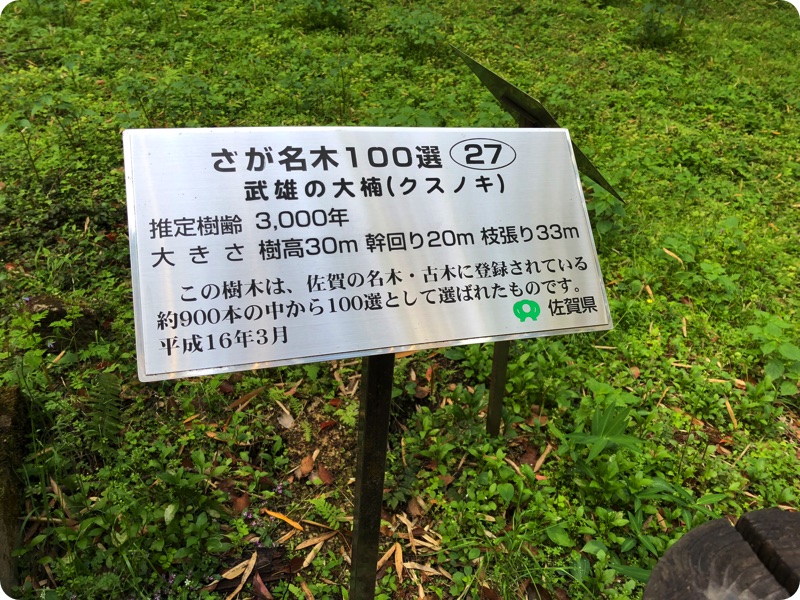 さが名木100選 27
武雄の大楠(クスノキ)
推定樹齢 3,000年
大きさ 樹高30m 幹回り20m 枝張り33m
この樹木は、佐賀の名木・古木に登録されている
約900本の中から100選として選ばれたものです。
平成16年3月 佐賀県